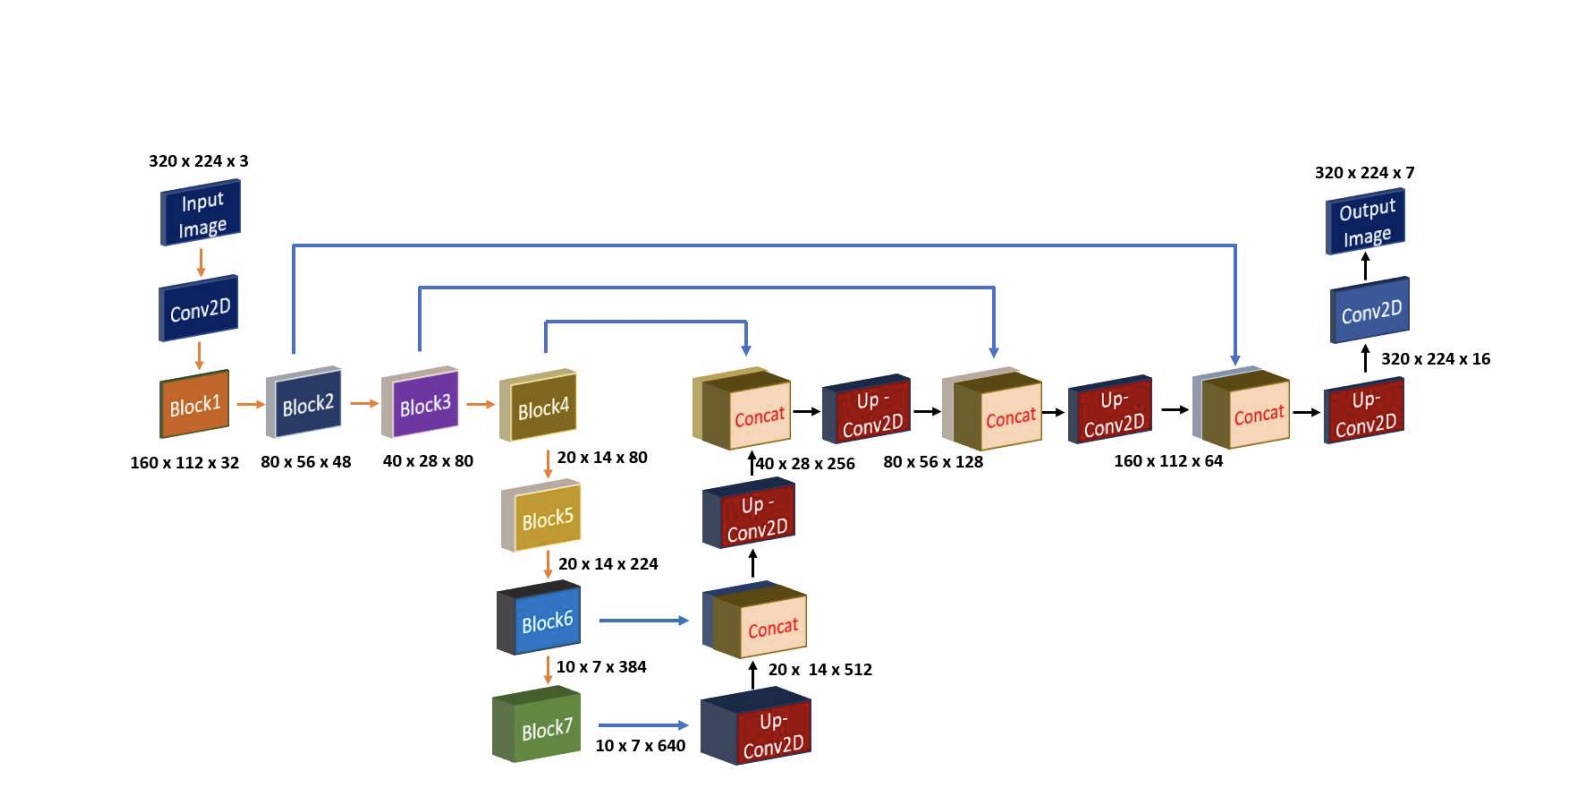 320 x 224 x 3
Input
Image
Conv2D
Block1
160 x 112 x 32
Block2
80 x 56 x 48
Block3
40 x 28 x 80
Block4
20 x 14 x 80
Block5
20 x 14 x 224
Block6
10 x 7 x 384
Block7
10 x 7 x 640
Up-
Conv2D
20 x 14 x 512
Concat
Up -
Conv2D
40 x 28 x 256
Concat
Up -
Conv2D
80 x 56 x 128
Concat
Up-
Conv2D
160 x 112 x 64
Concat
Up-
Conv2D
320 x 224 x 16
Conv2D
Output
Image
320 x 224 x 7